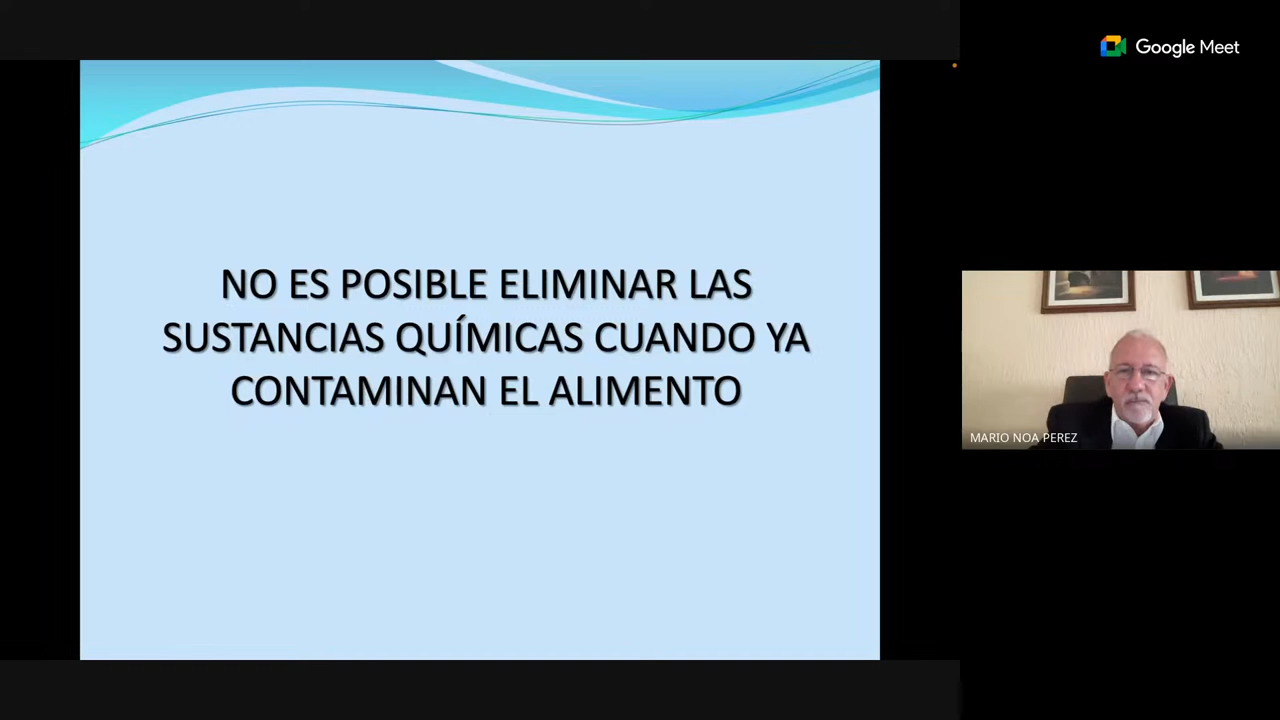 Google Meet
NO ES POSIBLE ELIMINAR LAS
SUSTANCIAS QUÍMICAS CUANDO YA
CONTAMINAN EL ALIMENTO
MARIO NOA PEREZ